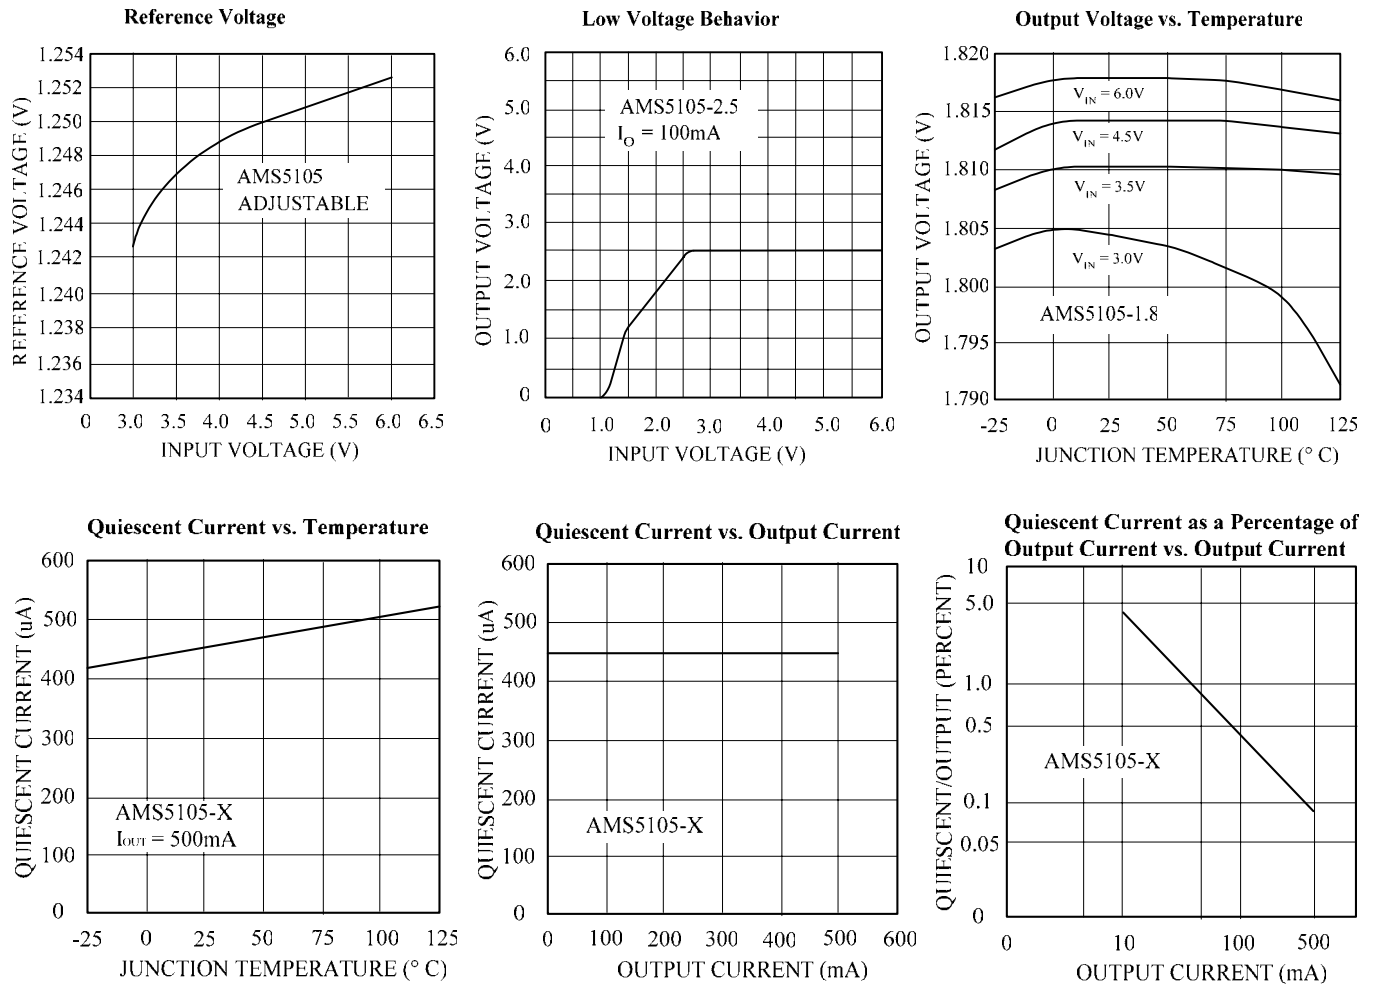 Reference Voltage
REFERENCE VOLTAGE (V)
1.254
1.252
1.250
1.248
1.246
1.244
1.242
1.240
1.238
1.236
1.234
AMS5105
ADJUSTABLE
0 3.0 3.5 4.0 4.5 5.0 5.5 6.0 6.5
INPUT VOLTAGE (V)
Low Voltage Behavior
OUTPUT VOLTAGE (V)
6.0
5.0
4.0
3.0
2.0
1.0
0
AMS5105-2.5
IO = 100mA
0 1.0 2.0 3.0 4.0 5.0 6.0
INPUT VOLTAGE (V)
Output Voltage vs. Temperature
OUTPUT VOLTAGE (V)
1.820
1.815
1.810
1.805
1.800
1.795
1.790
VIN = 6.0V
VIN = 4.5V
VIN = 3.5V
VIN = 3.0V
AMS5105-1.8
-25 0 25 50 75 100 125
JUNCTION TEMPERATURE (° C)
Quiescent Current vs. Temperature
QUIESCENT CURRENT (uA)
600
500
400
300
200
100
0
AMS5105-X
IOUT = 500mA
-25 0 25 50 75 100 125
JUNCTION TEMPERATURE (° C)
Quiescent Current vs. Output Current
QUIESCENT CURRENT (uA)
600
500
400
300
200
100
0
AMS5105-X
0 100 200 300 400 500 600
OUTPUT CURRENT (mA)
Quiescent Current as a Percentage of
Output Current vs. Output Current
QUIESCENT/OUTPUT (PERCENT)
10
5.0
1.0
0.5
0.1
0.05
0
AMS5105-X
0 10 100 500
OUTPUT CURRENT (mA)